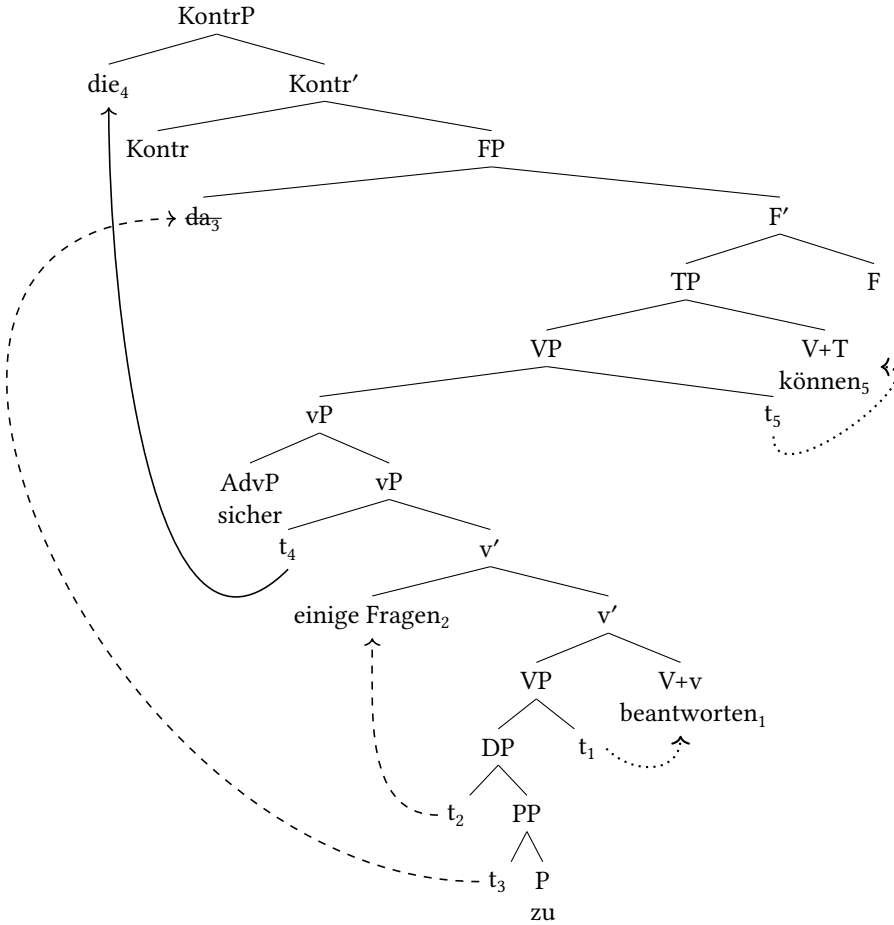 KontrP
die₄ Kontr′
Kontr FP
da₃ F′
TP F
VP V+T
können₅
vP t₅
AdvP vP
sicher
t₄ v′
einige Fragen₂ v′
VP V+v
beantworten₁
DP t₁
t₂ PP
t₃ P
zu